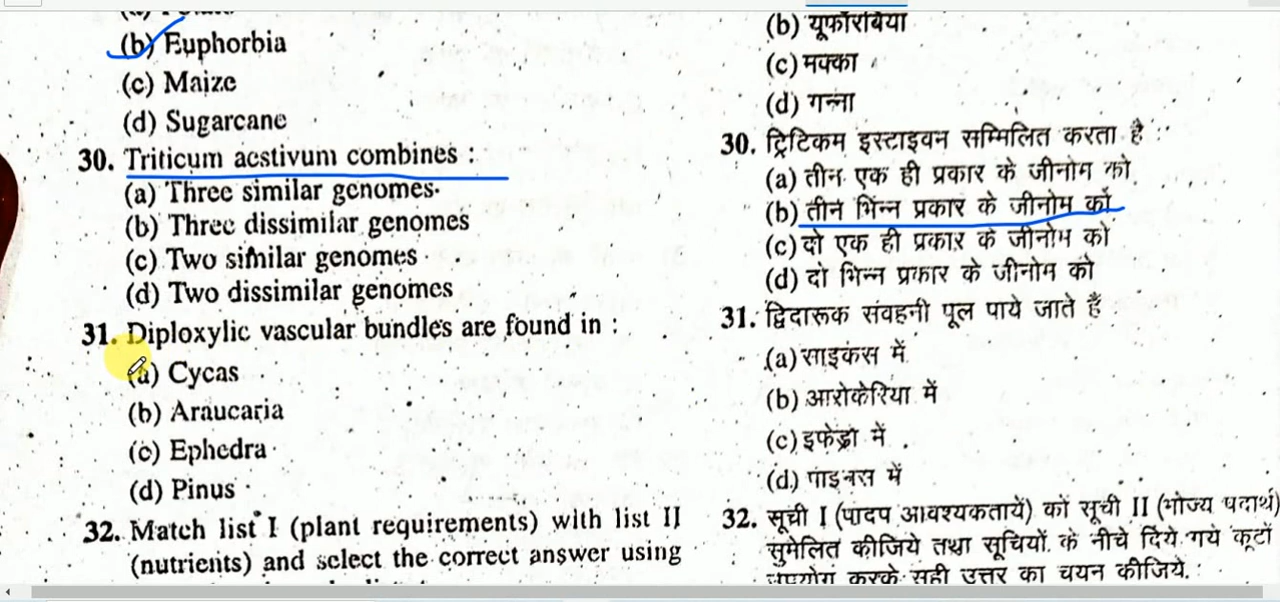 (b) Euphorbia
(c) Maize
(d) Sugarcane
30. Triticum aestivum combines :
(a) Three similar genomes
(b) Three dissimilar genomes
(c) Two similar genomes
(d) Two dissimilar genomes
31. Diploxylic vascular bundles are found in :
(a) Cycas
(b) Araucaria
(c) Ephedra
(d) Pinus
32. Match list I (plant requirements) with list II
(nutrients) and select the correct answer using
(b) यूफोरबिया
(c) मक्का
(d) गन्ना
30. ट्रिटिकम इस्टाइवन सम्मिलित करता है :
(a) तीन एक ही प्रकार के जीनोम को
(b) तीन भिन्न प्रकार के जीनोम को
(c) दो एक ही प्रकार के जीनोम को
(d) दो भिन्न प्रकार के जीनोम को
31. द्विदारूक संवहनी पूल पाये जाते हैं
(a) साइकस में
(b) आरोकेरिया में
(c) इफेड्रा में
(d) पाइनस में
32. सूची I (पादप आवश्यकतायें) को सूची II (भोज्य पदार्थ)
सुमेलित कीजिये तथा सूचियों के नीचे दिये गये कूटों
उपयोग करके सही उत्तर का चयन कीजिये.